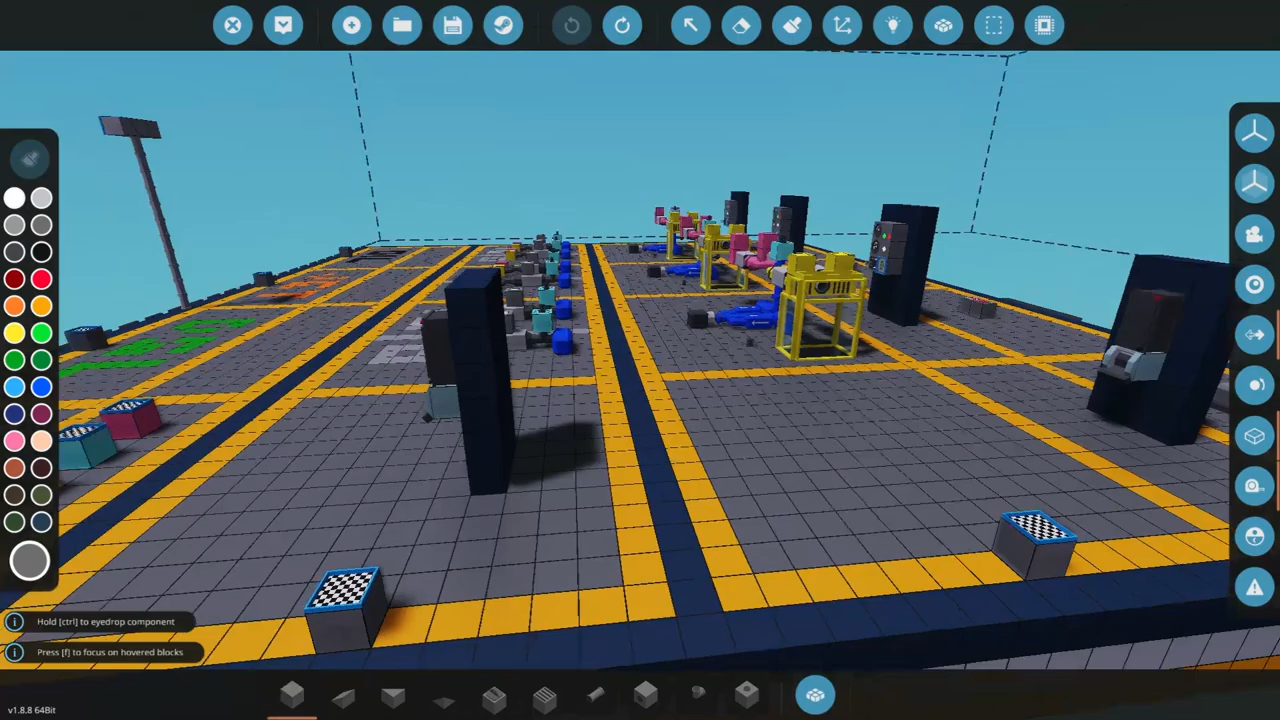 Hold [ctrl] to eyedrop component
Press [f] to focus on hovered blocks
v1.8.8 64Bit